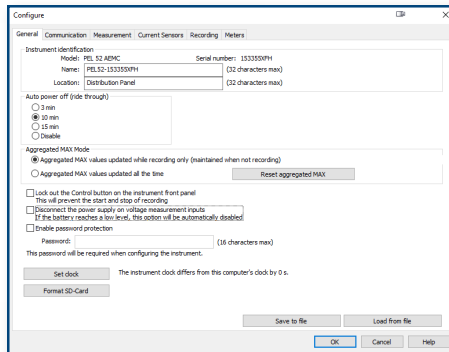 Configure
General Communication Measurement Current Sensors Recording Meters
Instrument identification
Model: PEL 52 AEMC Serial number: 153355XFH
Name: PEL52-153355XFH (32 characters max)
Location: Distribution Panel (32 characters max)
Auto power off (ride through)
3 min
10 min
15 min
Disable
Aggregated MAX Mode
Aggregated MAX values updated while recording only (maintained when not recording)
Aggregated MAX values updated all the time Reset aggregated MAX
Lock out the Control button on the instrument front panel
This will prevent the start and stop of recording
Disconnect the power supply on voltage measurement inputs
If the battery reaches a low level, this option will be automatically disabled
Enable password protection
Password: (16 characters max)
This password will be required when configuring the instrument.
Set clock The instrument clock differs from this computer's clock by 0 s.
Format SD-Card
Save to file Load from file
OK Cancel Help